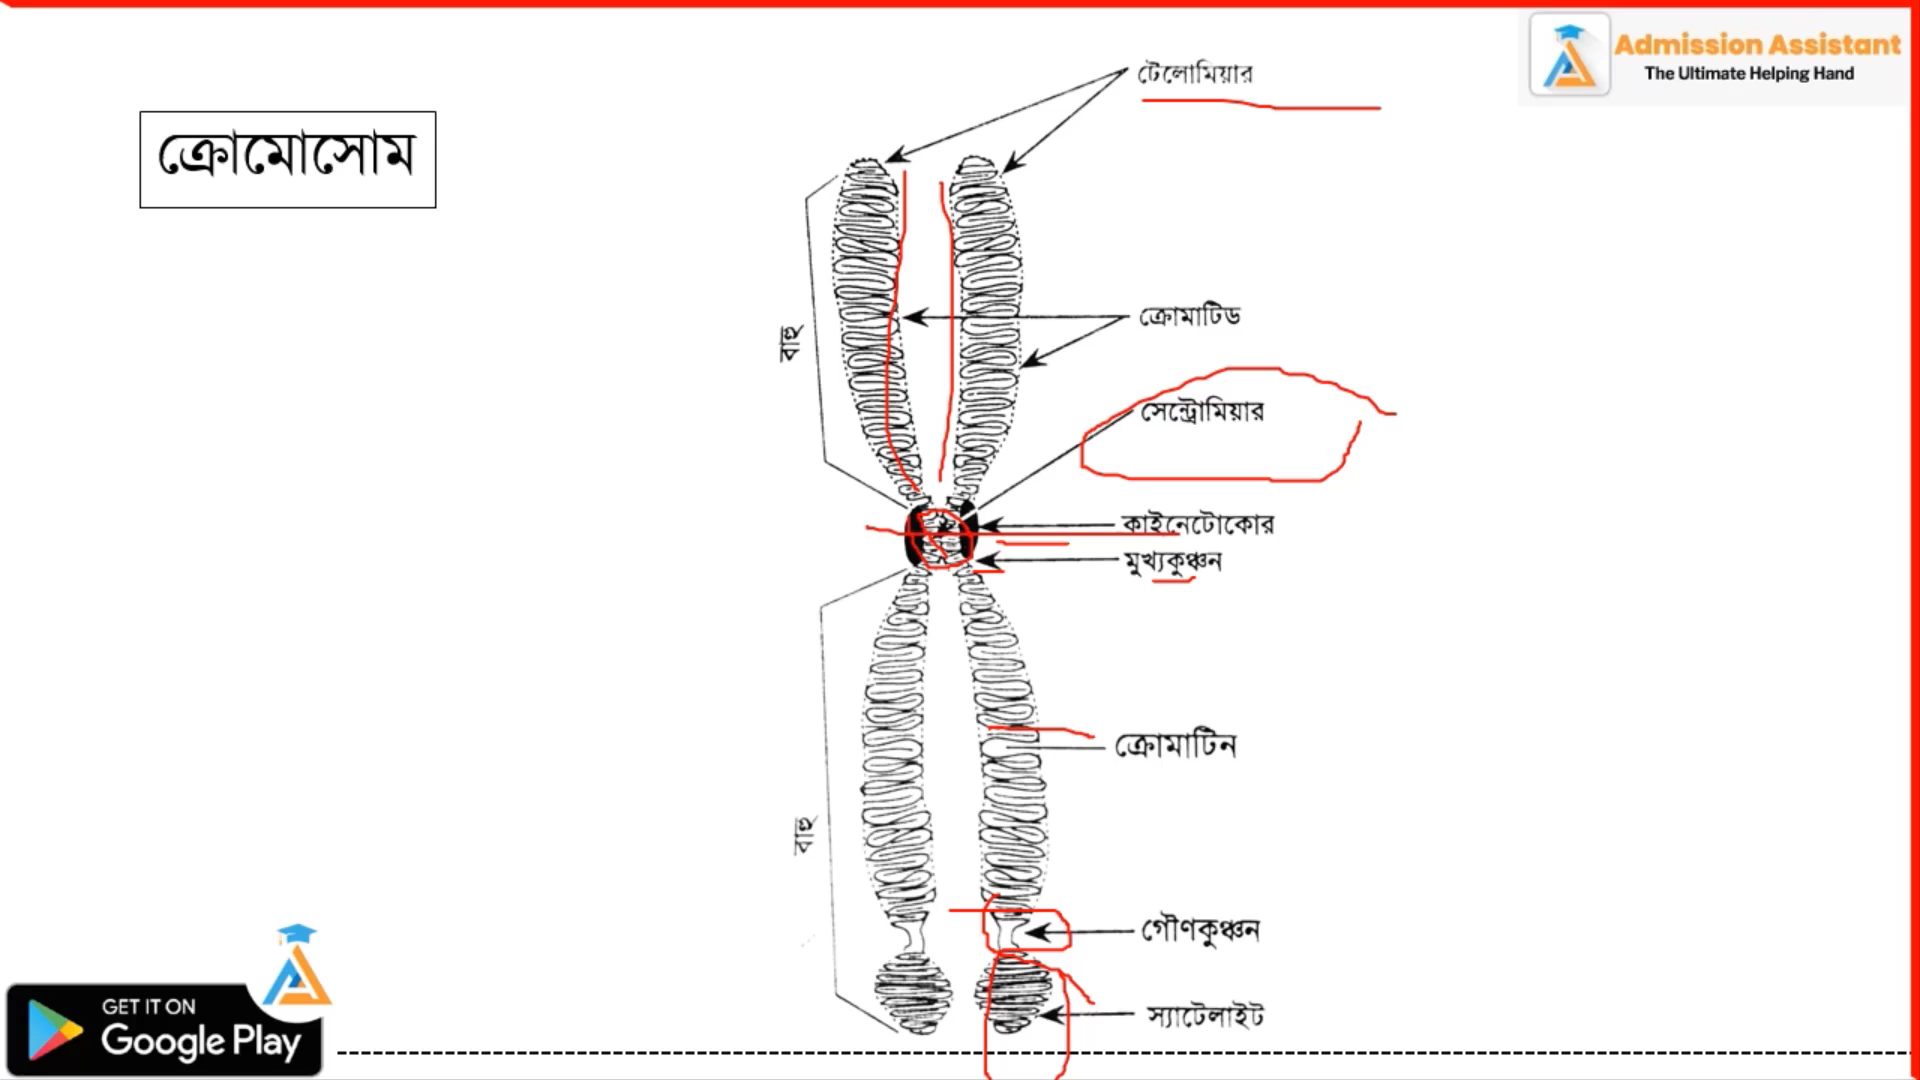 Admission Assistant
The Ultimate Helping Hand
ক্রোমোসোম
টেলোমিয়ার
ক্রোমাটিড
বাহু
সেন্ট্রোমিয়ার
কাইনেটোকোর
মুখ্যকুঞ্চন
ক্রোমাটিন
বাহু
গৌণকুঞ্চন
স্যাটেলাইট
GET IT ON
Google Play